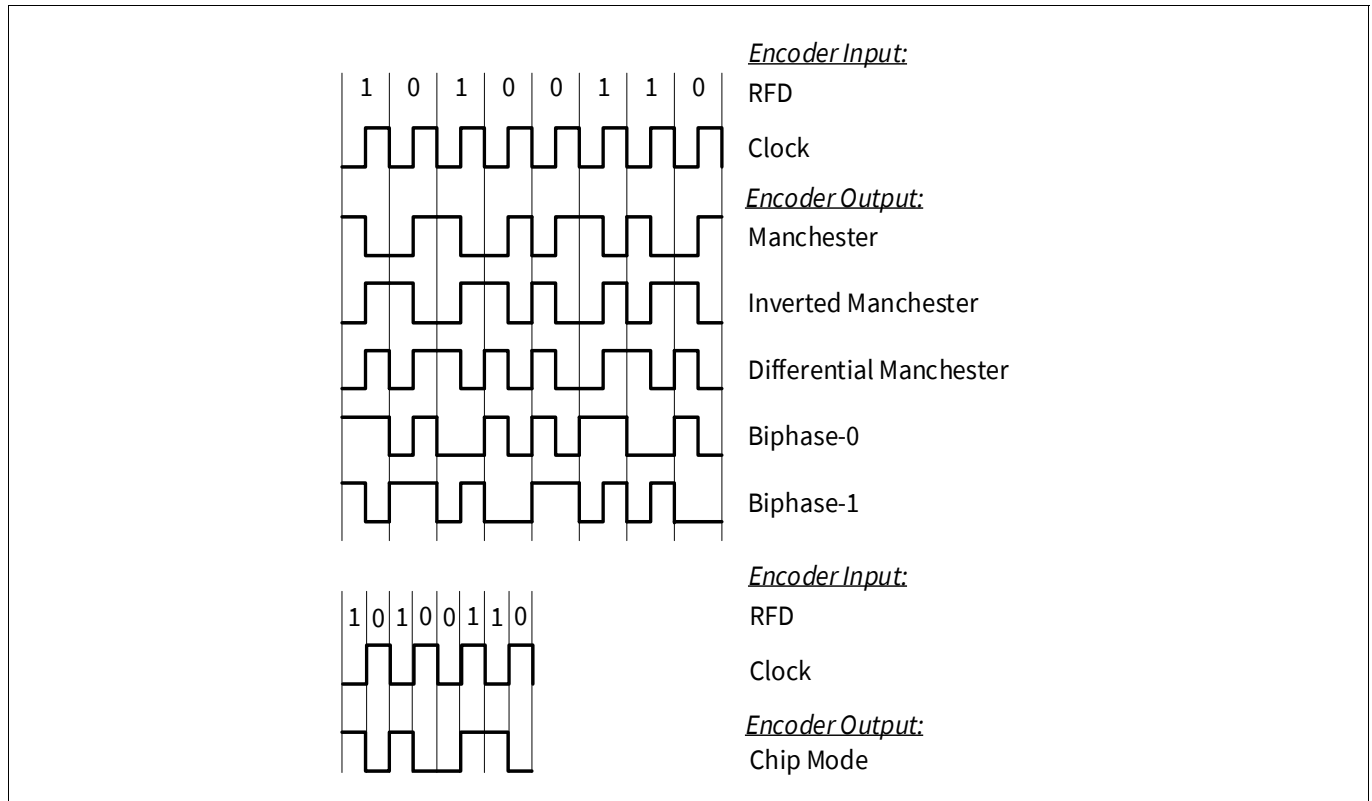 Encoder Input:
1 0 1 0 0 1 1 0 RFD
Clock
Encoder Output:
Manchester
Inverted Manchester
Differential Manchester
Biphase-0
Biphase-1
Encoder Input:
1 0 1 0 0 1 1 0 RFD
Clock
Encoder Output:
Chip Mode